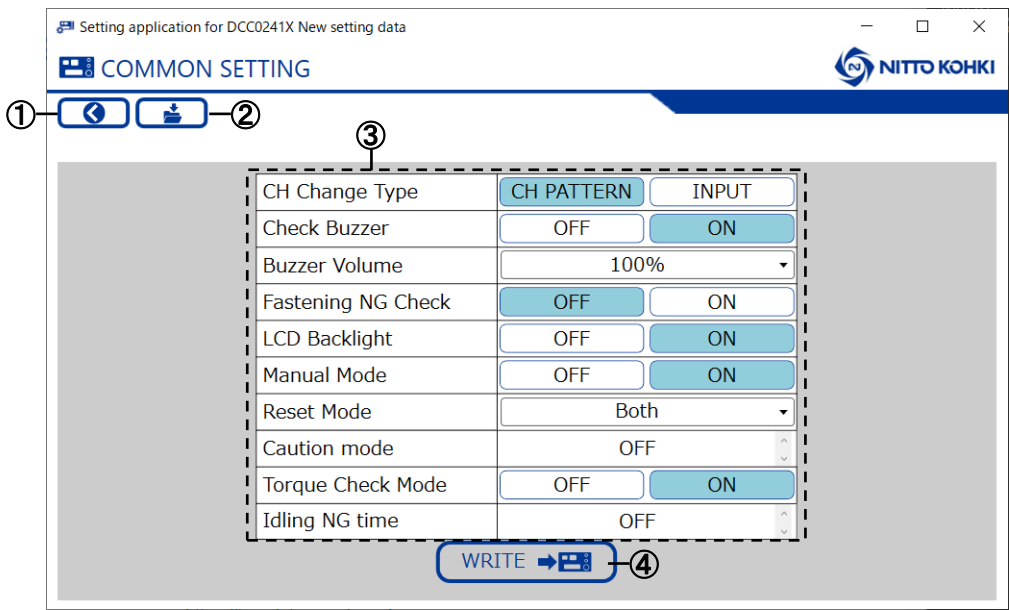 Setting application for DCC0241X New setting data
COMMON SETTING
NITTO KOHKI
① ②
③
CH Change Type CH PATTERN INPUT
Check Buzzer OFF ON
Buzzer Volume 100%
Fastening NG Check OFF ON
LCD Backlight OFF ON
Manual Mode OFF ON
Reset Mode Both
Caution mode OFF
Torque Check Mode OFF ON
Idling NG time OFF
WRITE ④